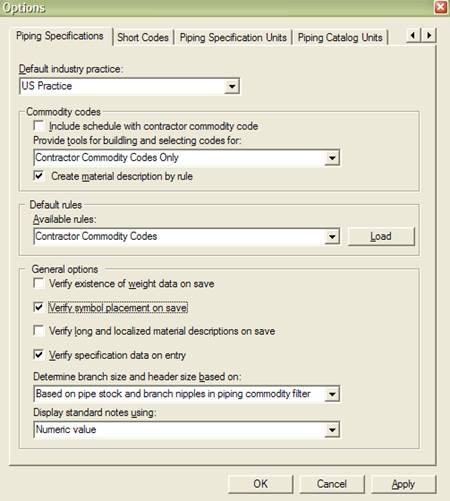 Options
Piping Specifications
Short Codes
Piping Specification Units
Piping Catalog Units
Default industry practice:
US Practice
Commodity codes
Include schedule with contractor commodity code
Provide tools for builling and selecting codes for:
Contractor Commodity Codes Only
Create material description by rule
Default rules
Available rules:
Contractor Commodity Codes
Load
General options
Verify existence of weight data on save
Verify symbol placement on save
Verify long and localized material descriptions on save
Verify specification data on entry
Determine branch size and header size based on:
Based on pipe stock and branch nipples in piping commodity filter
Display standard notes using:
Numeric value
OK
Cancel
Apply